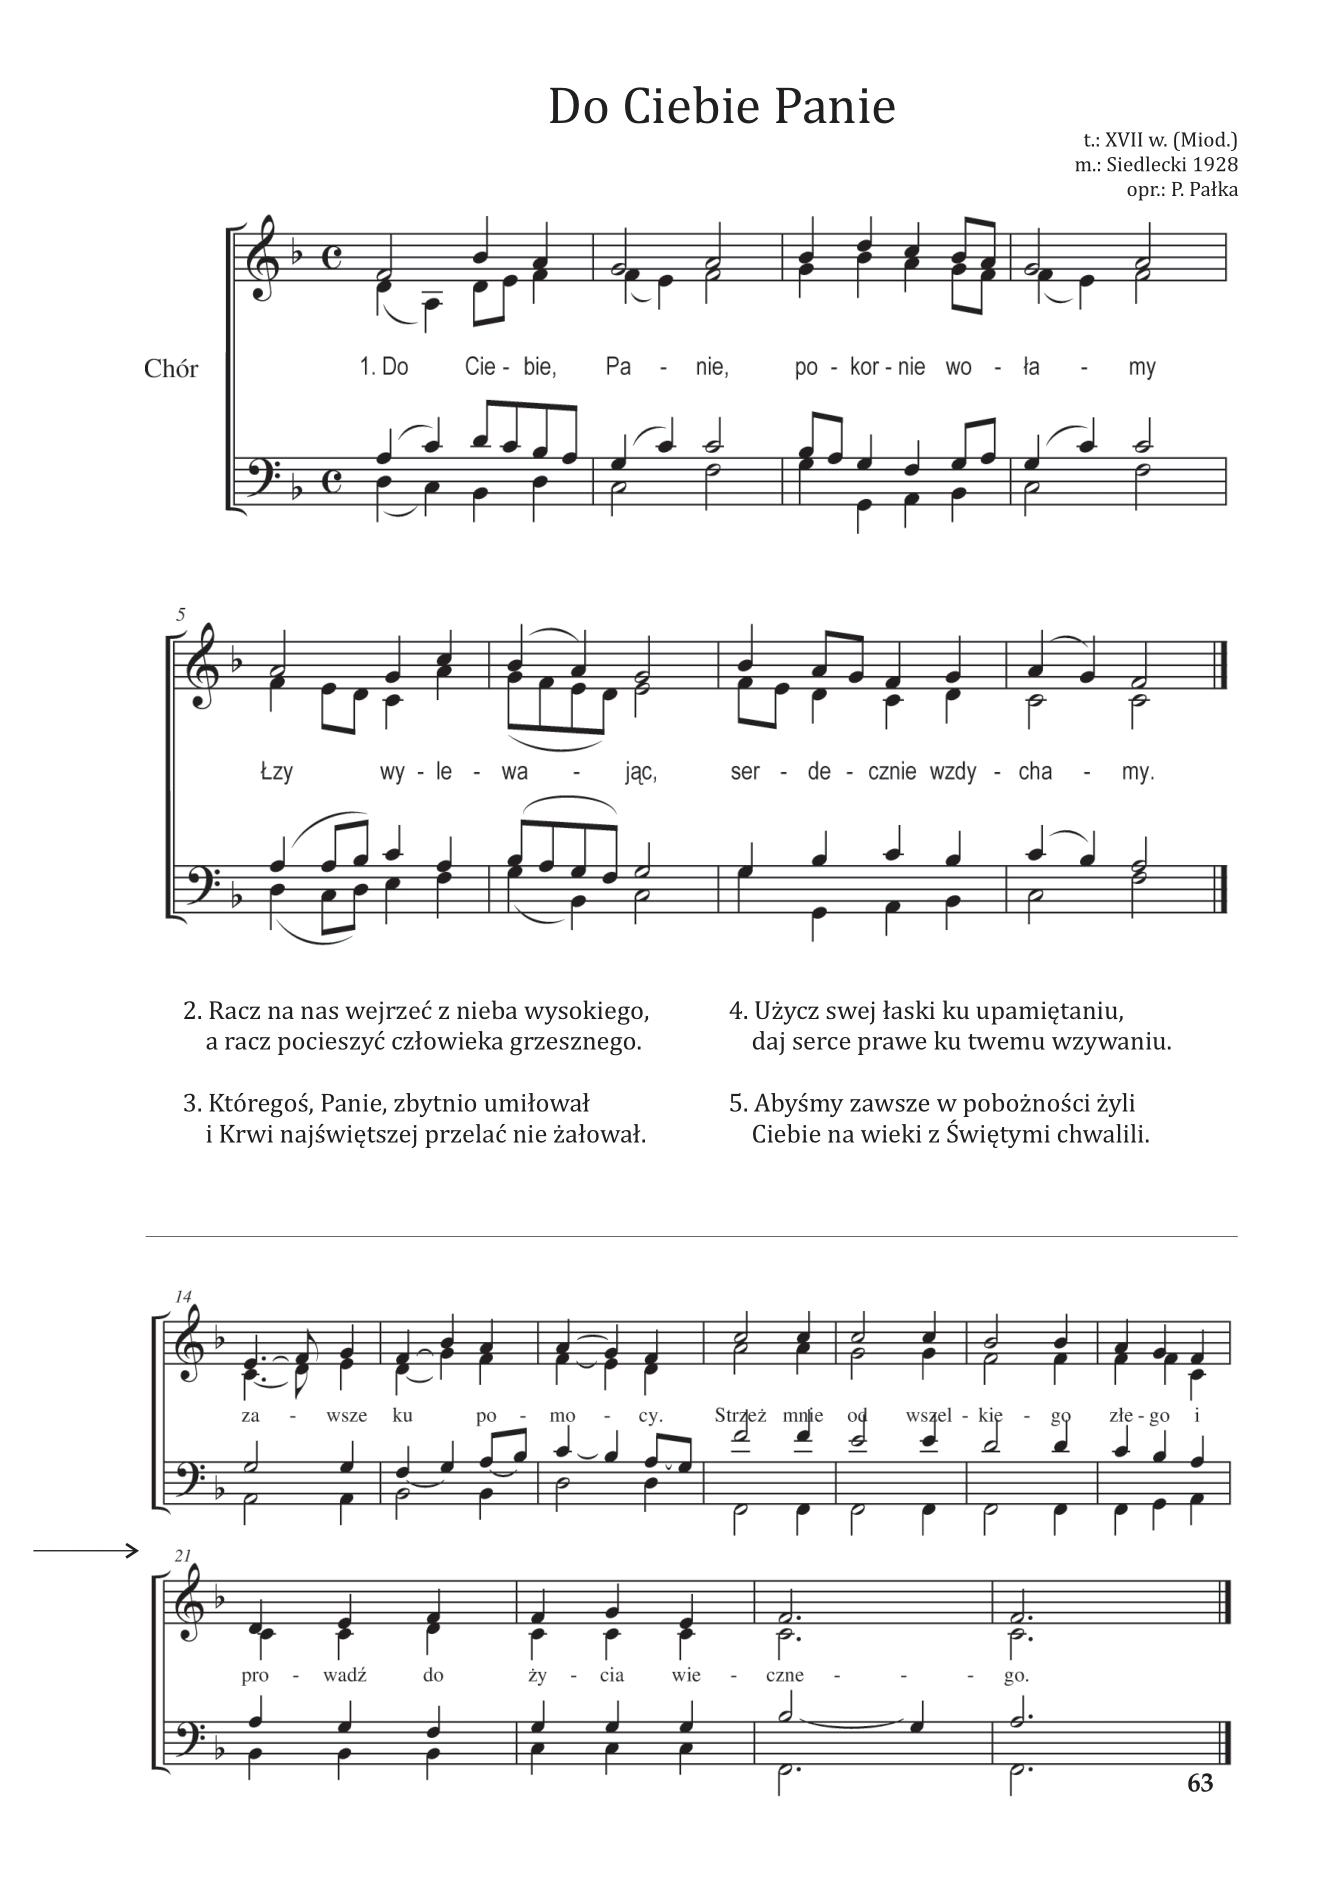 Do Ciebie Panie
t.: XVII w. (Miod.)
m.: Siedlecki 1928
opr.: P. Pałka
Chór
1. Do Cie - bie, Pa - nie, po - kor - nie wo - ła - my
5
Łzy wy - le - wa - jąc, ser - de - cznie wzdy - cha - my.
2. Racz na nas wejrzeć z nieba wysokiego,
a racz pocieszyć człowieka grzesznego.
3. Któregoś, Panie, zbytnio umiłował
i Krwi najświętszej przelać nie żałował.
4. Użycz swej łaski ku upamiętaniu,
daj serce prawe ku twemu wzywaniu.
5. Abyśmy zawsze w pobożności żyli
Ciebie na wieki z Świętymi chwalili.
14
za - wsze ku po - mo - cy. Strzeż mnie od wszel - kie - go złe - go i
21
pro - wadź do ży - cia wie - czne - - - go.
63